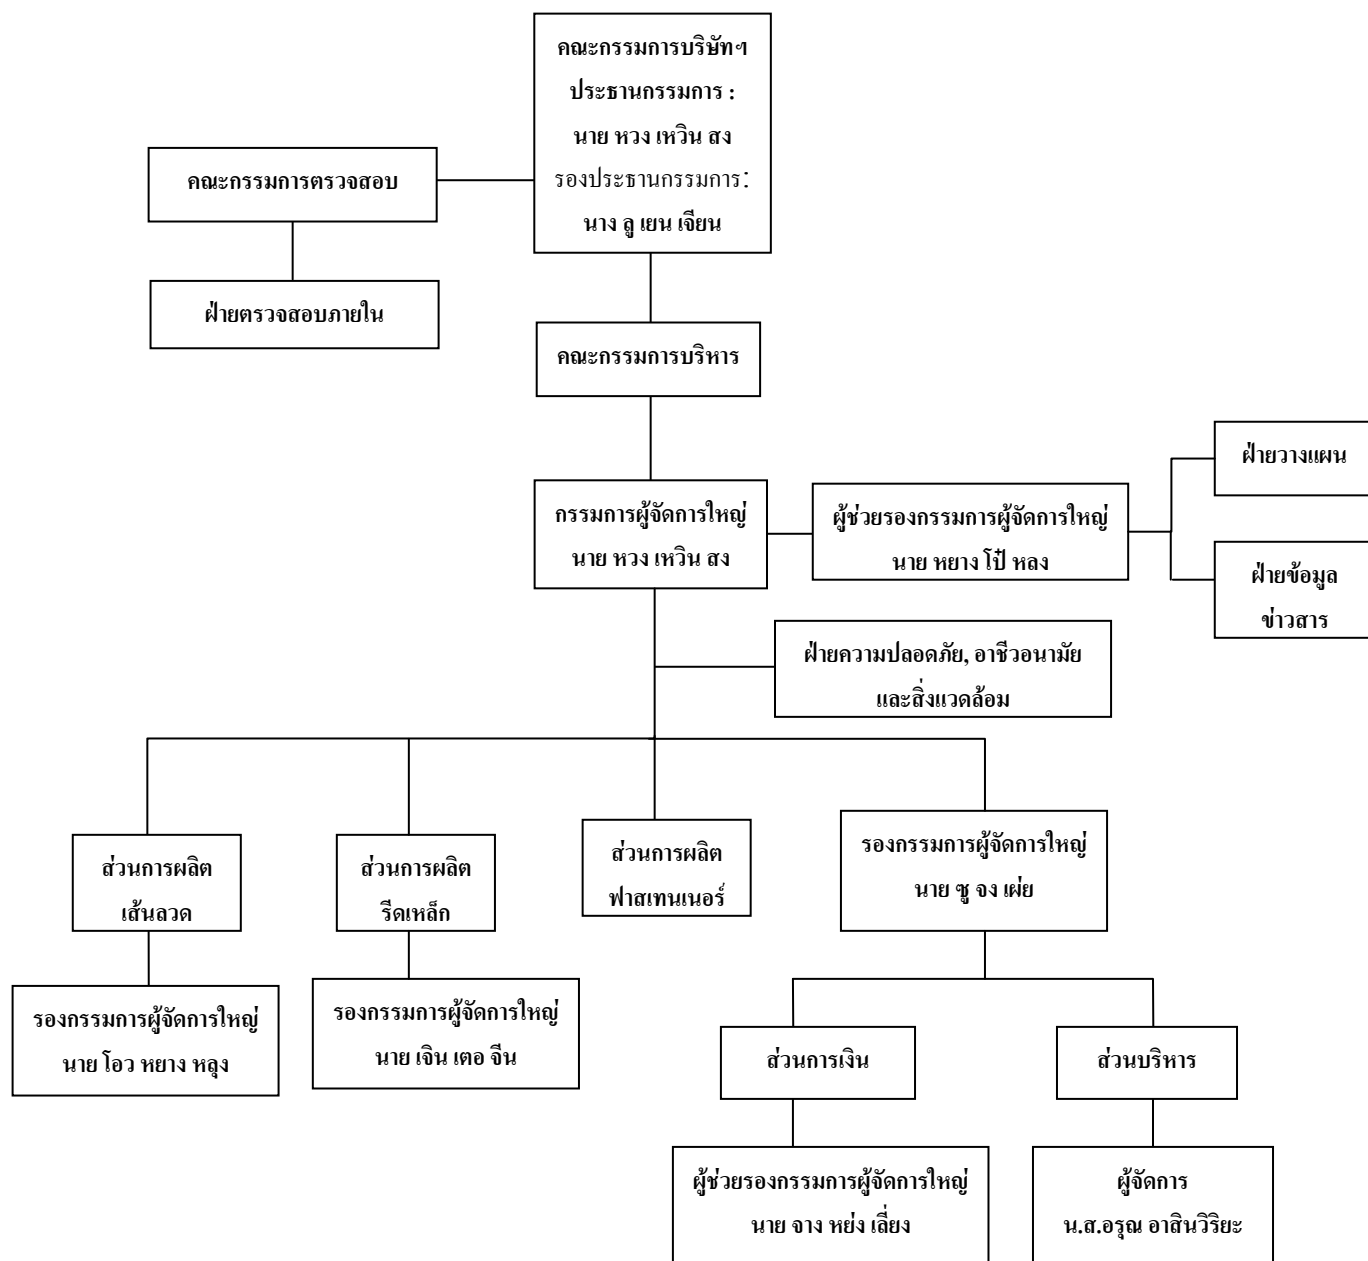 คณะกรรมการบริษัทฯ
ประธานกรรมการ :
นาย หวง เหวิน สง
รองประธานกรรมการ:
นาง ลู เยน เจียน
คณะกรรมการตรวจสอบ
ฝ่ายตรวจสอบภายใน
คณะกรรมการบริหาร
กรรมการผู้จัดการใหญ่
นาย หวง เหวิน สง
ผู้ช่วยรองกรรมการผู้จัดการใหญ่
นาย หยาง โป๋ หลง
ฝ่ายวางแผน
ฝ่ายข้อมูล
ข่าวสาร
ฝ่ายความปลอดภัย, อาชีวอนามัย
และสิ่งแวดล้อม
ส่วนการผลิต
เส้นลวด
รองกรรมการผู้จัดการใหญ่
นาย โอว หยาง หลุง
ส่วนการผลิต
รีดเหล็ก
รองกรรมการผู้จัดการใหญ่
นาย เจิน เตอ จีน
ส่วนการผลิต
ฟาสเทนเนอร์
รองกรรมการผู้จัดการใหญ่
นาย ซู จง เผ่ย
ส่วนการเงิน
ผู้ช่วยรองกรรมการผู้จัดการใหญ่
นาย จาง หย่ง เลี่ยง
ส่วนบริหาร
ผู้จัดการ
น.ส.อรุณ อาสินวิริยะ